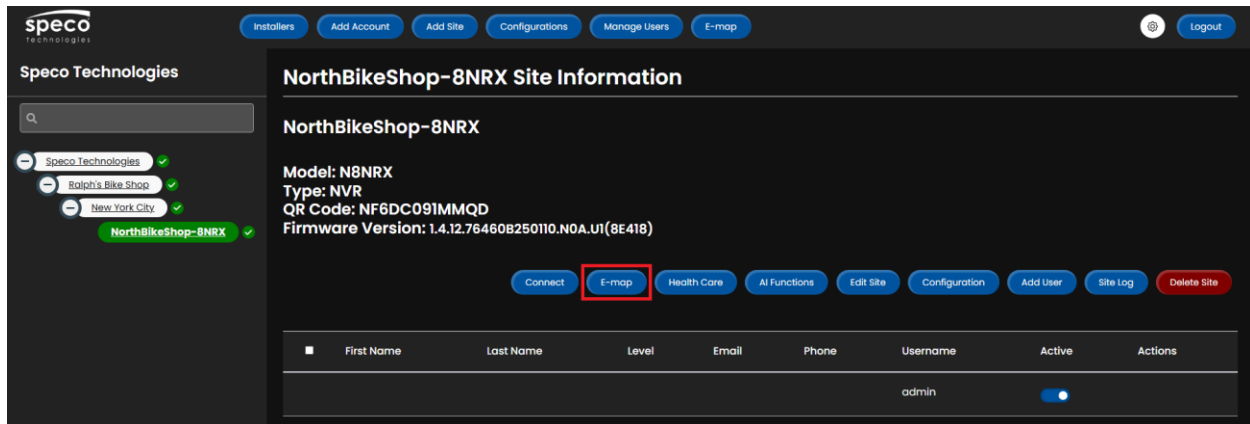 speco
technologies
Installers Add Account Add Site Configurations Manage Users E-map Logout
Speco Technologies
Speco Technologies
Ralph's Bike Shop
New York City
NorthBikeShop-8NRX
NorthBikeShop-8NRX Site Information
NorthBikeShop-8NRX
Model: N8NRX
Type: NVR
QR Code: NF6DC091MMQD
Firmware Version: 1.4.12.76460B250110.N0A.U1(8E418)
Connect E-map Health Care AI Functions Edit Site Configuration Add User Site Log Delete Site
First Name Last Name Level Email Phone Username Active Actions
admin